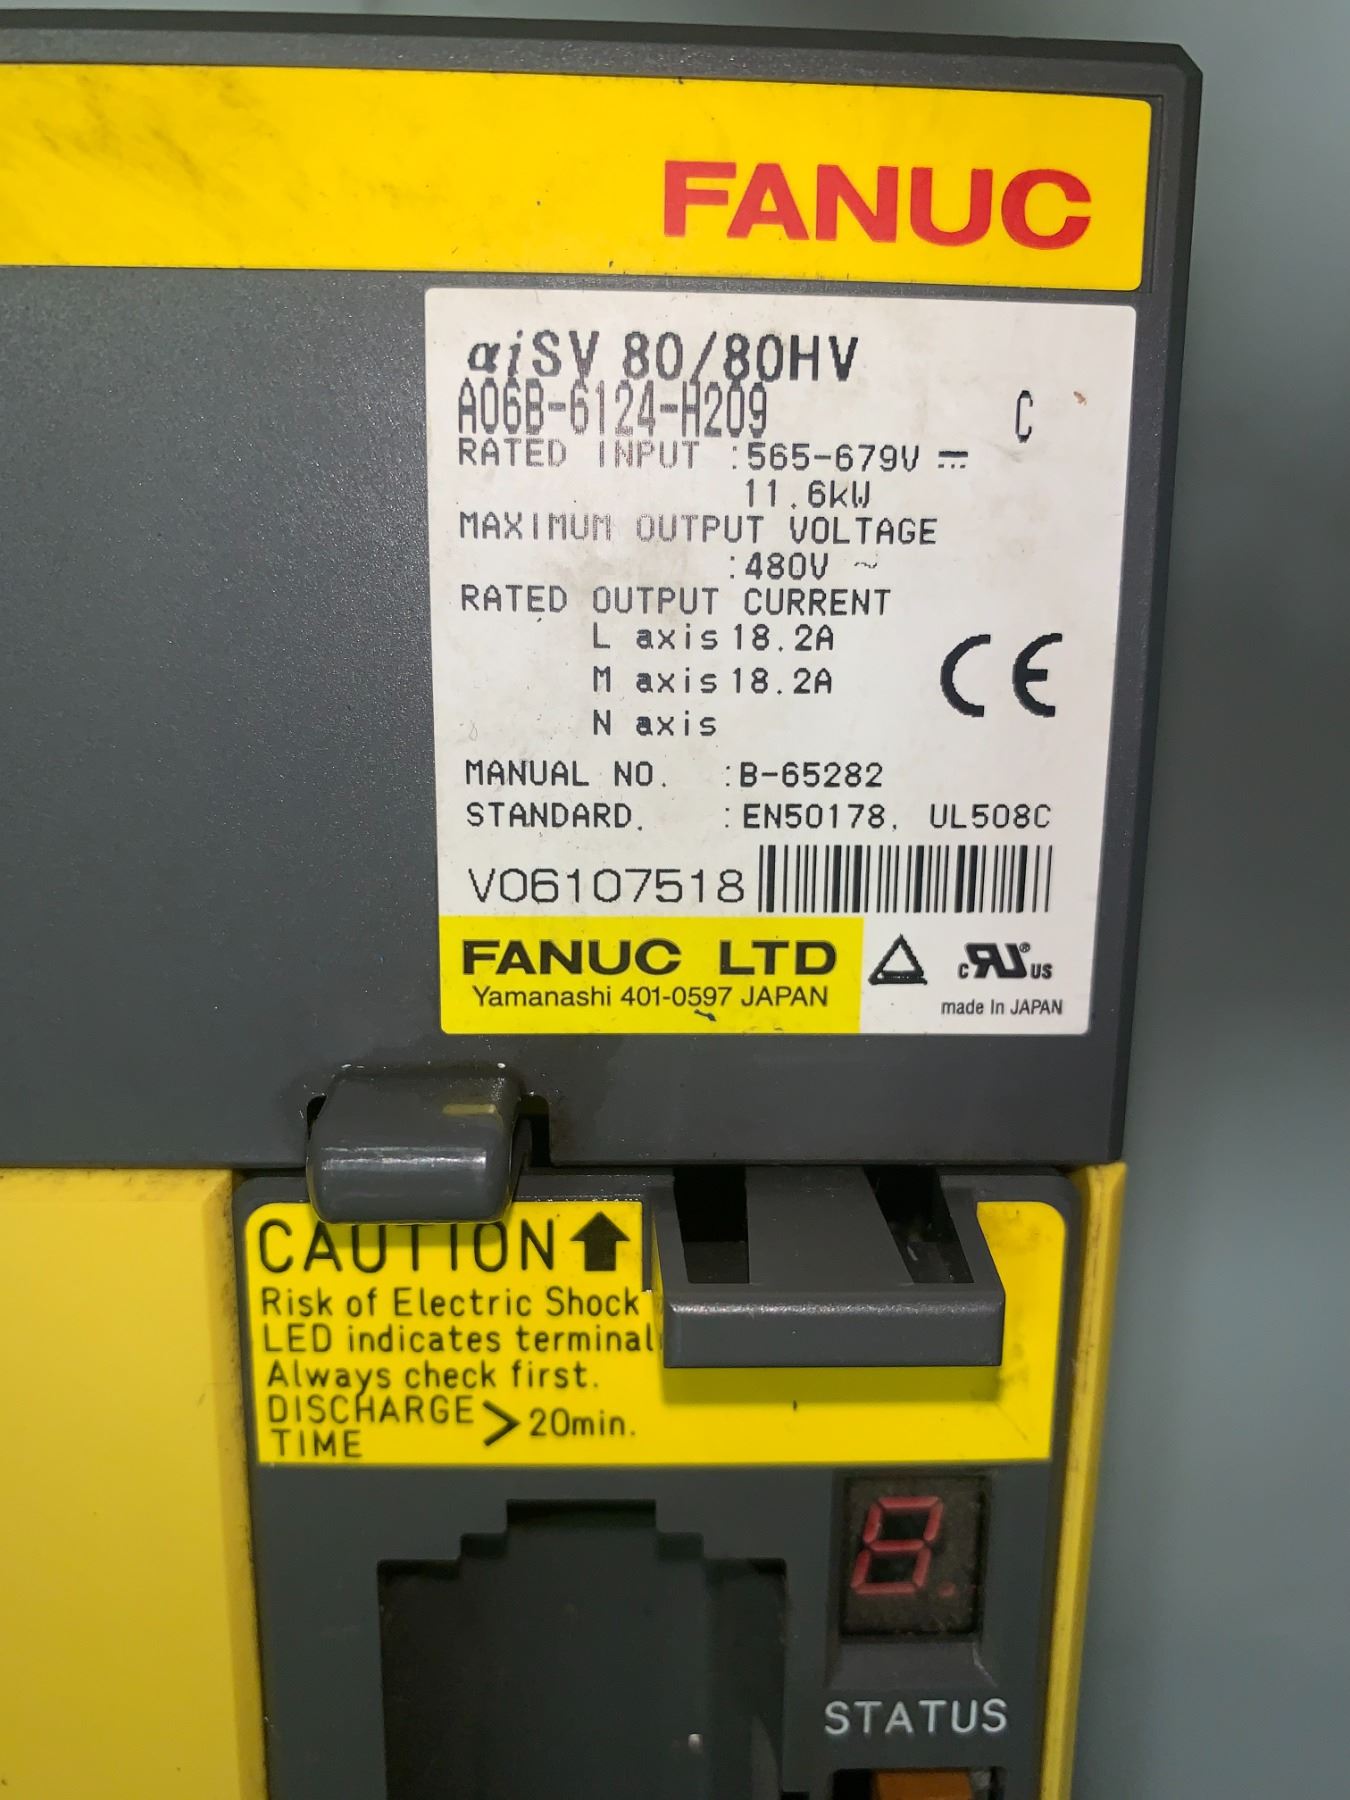 FANUC
αiSV 80/80HV
A06B-6124-H209 C
RATED INPUT :565-679V ⎓
11.6kW
MAXIMUM OUTPUT VOLTAGE
:480V ~
RATED OUTPUT CURRENT
L axis 18.2A
M axis 18.2A
N axis
CE
MANUAL NO. :B-65282
STANDARD. :EN50178, UL508C
V06107518
FANUC LTD
Yamanashi 401-0597 JAPAN
c RU ® US
made in JAPAN
CAUTION
Risk of Electric Shock
LED indicates terminal
Always check first.
DISCHARGE
TIME > 20min.
8.
STATUS